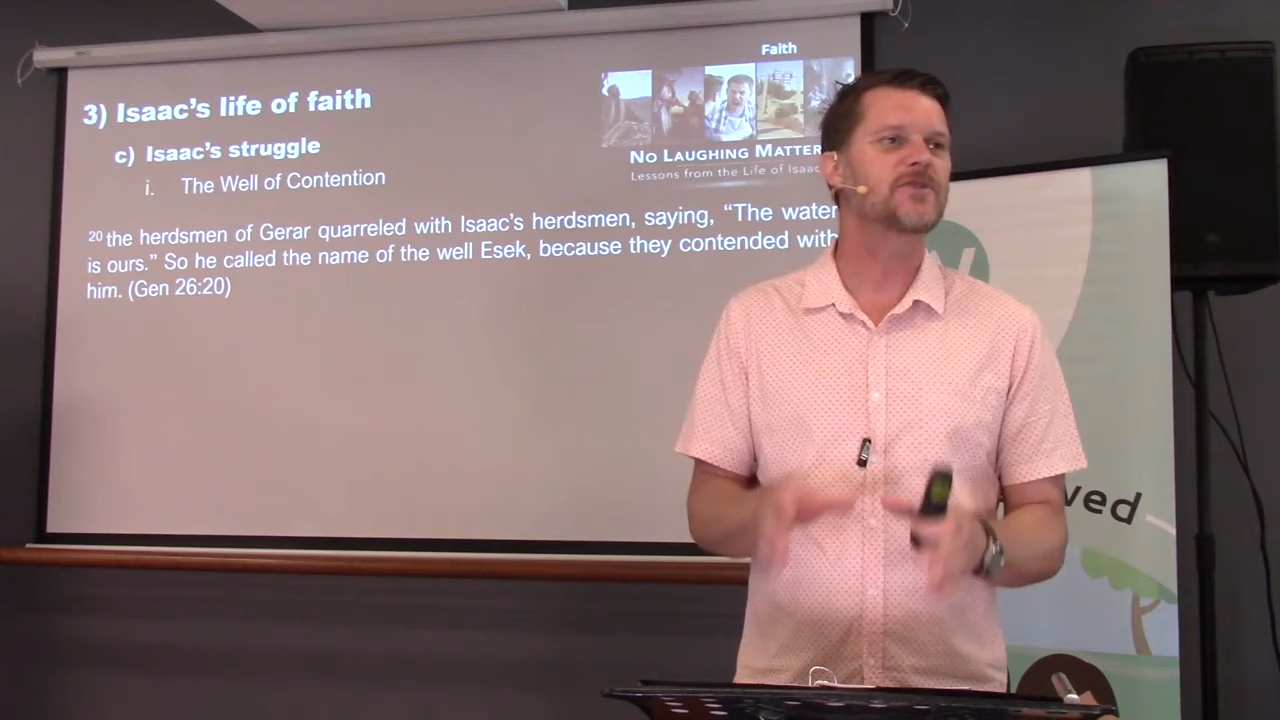 Faith
3) Isaac's life of faith
c) Isaac's struggle
i. The Well of Contention
NO LAUGHING MATTER
Lessons from the Life of Isaac
20 the herdsmen of Gerar quarreled with Isaac's herdsmen, saying, “The water
is ours.” So he called the name of the well Esek, because they contended with
him. (Gen 26:20)